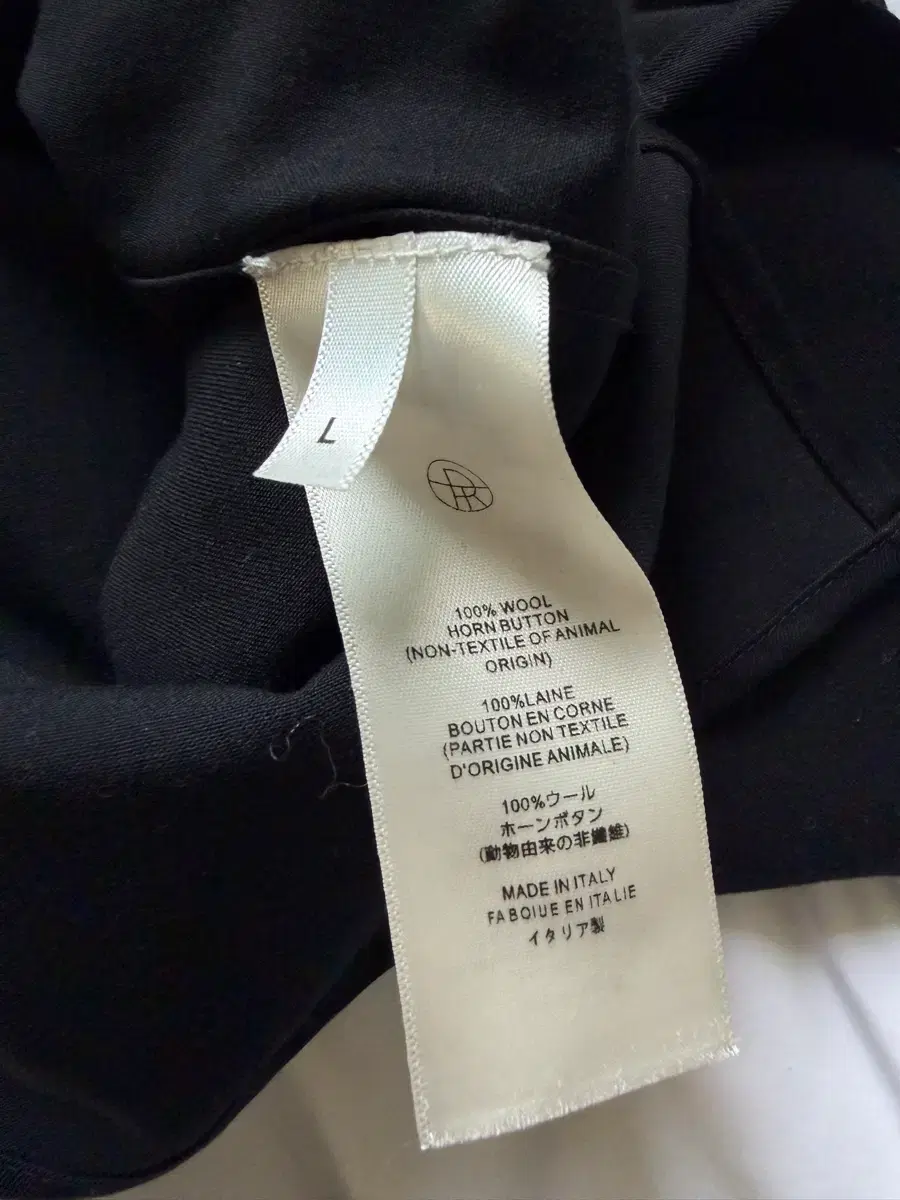 L
100% WOOL
HORN BUTTON
(NON-TEXTILE OF ANIMAL
ORIGIN)
100%LAINE
BOUTON EN CORNE
(PARTIE NON TEXTILE
D'ORIGINE ANIMALE)
100%ウール
ホーンボタン
(動物由来の非繊維)
MADE IN ITALY
FABOIUE EN ITALIE
イタリア製